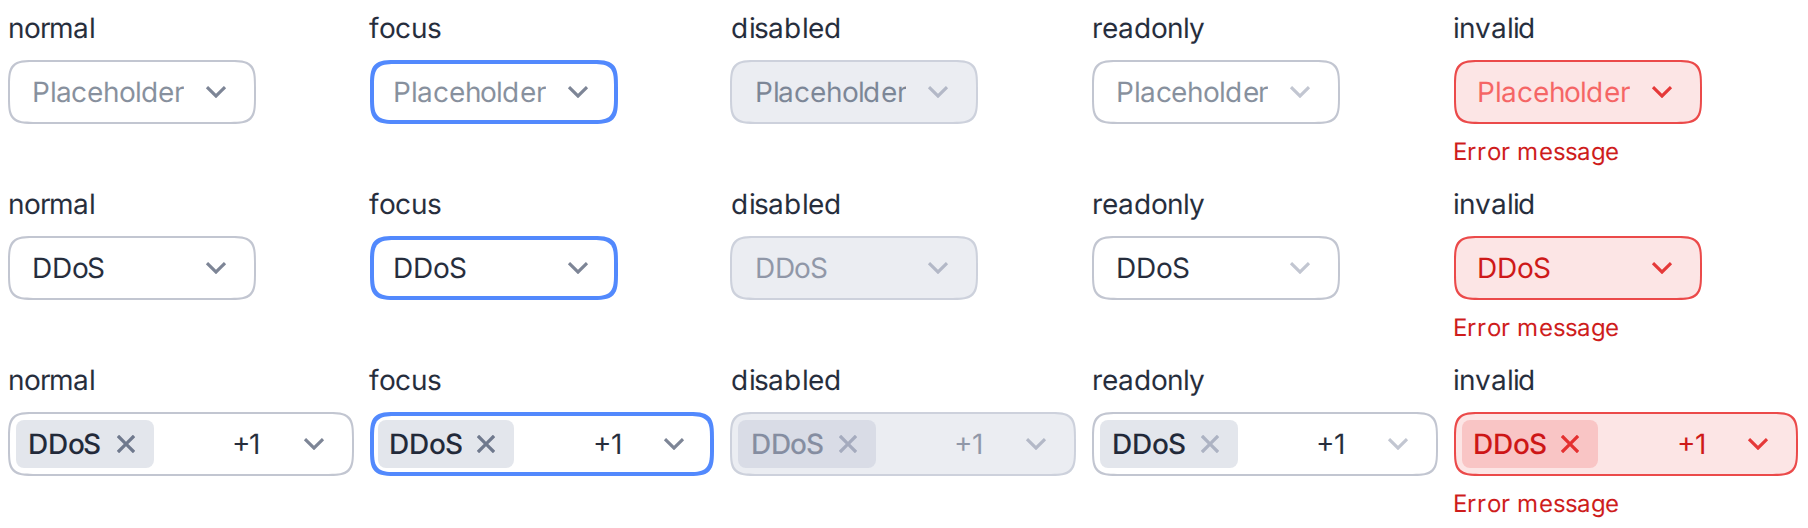 normal focus disabled readonly invalid
Placeholder Placeholder Placeholder Placeholder Placeholder
Error message
normal focus disabled readonly invalid
DDoS DDoS DDoS DDoS DDoS
Error message
normal focus disabled readonly invalid
DDoS +1 DDoS +1 DDoS +1 DDoS +1 DDoS +1
Error message